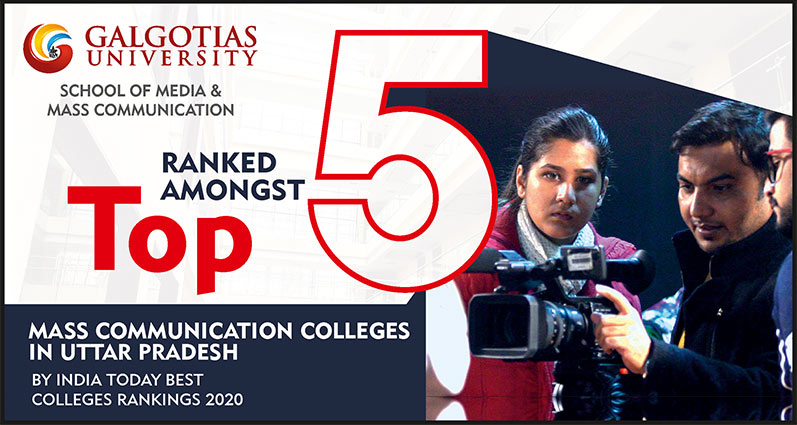 GALGOTIAS
UNIVERSITY
SCHOOL OF MEDIA &
MASS COMMUNICATION
RANKED
AMONGST
Top 5
MASS COMMUNICATION COLLEGES
IN UTTAR PRADESH
BY INDIA TODAY BEST
COLLEGES RANKINGS 2020